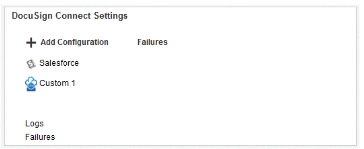 DocuSign Connect Settings
Add Configuration Failures
Salesforce
Custom 1
Logs
Failures